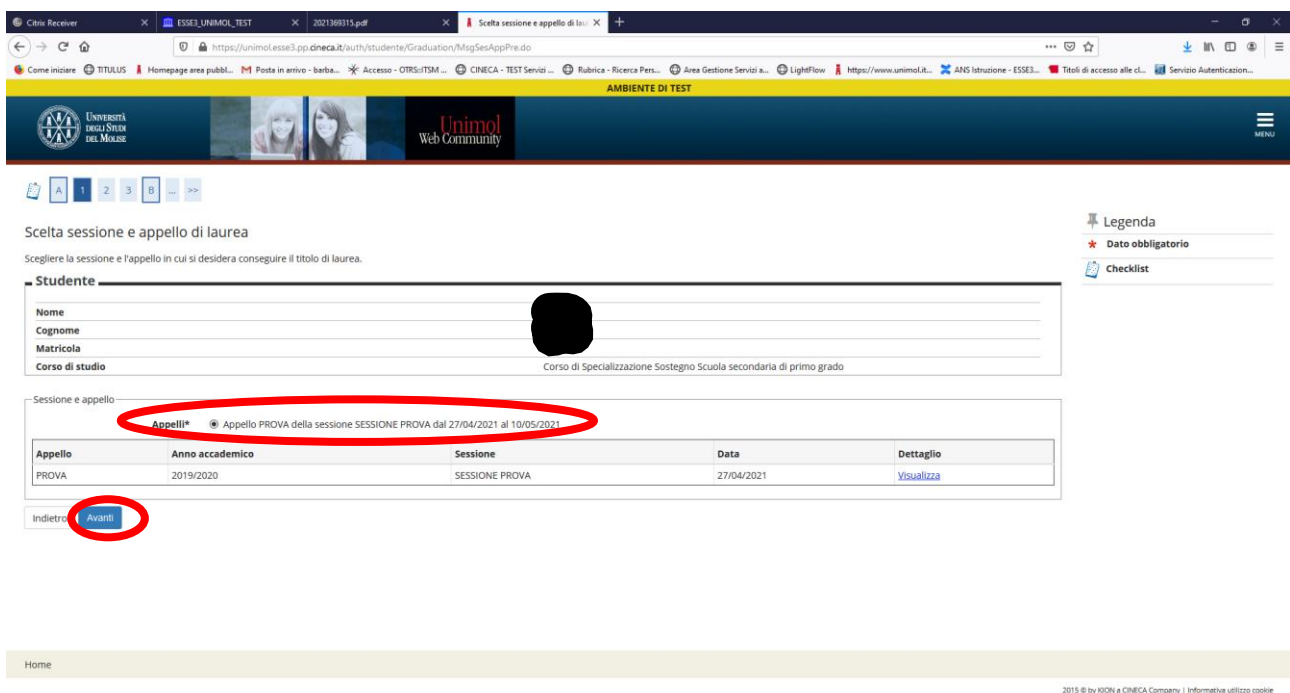 Citrix Receiver ESSE3_UNIMOL_TEST 2021369315.pdf Scelta sessione e appello di lau
https://unimol.esse3.pp.cineca.it/auth/studente/Graduation/MsgSesAppPre.do
Come iniziare TITULUS Homepage area pubbl... Posta in arrivo - barba... Accesso - OTRS::ITSM ... CINECA - TEST Servizi ... Rubrica - Ricerca Pers... Area Gestione Servizi a... LightFlow https://www.unimol.it... ANS Istruzione - ESSE3... Titoli di accesso alle cl... Servizio Autenticazion...
AMBIENTE DI TEST
UNIVERSITÀ
DEGLI STUDI
DEL MOLISE
Unimol
Web Community
MENU
A 1 2 3 B ... >>
Scelta sessione e appello di laurea
Scegliere la sessione e l'appello in cui si desidera conseguire il titolo di laurea.
Studente
Nome
Cognome
Matricola
Corso di studio Corso di Specializzazione Sostegno Scuola secondaria di primo grado
Sessione e appello
Appelli* Appello PROVA della sessione SESSIONE PROVA dal 27/04/2021 al 10/05/2021
Appello Anno accademico Sessione Data Dettaglio
PROVA 2019/2020 SESSIONE PROVA 27/04/2021 Visualizza
Indietro Avanti
Legenda
* Dato obbligatorio
Checklist
Home
2015 © by KION a CINECA Company | Informativa utilizzo cookie